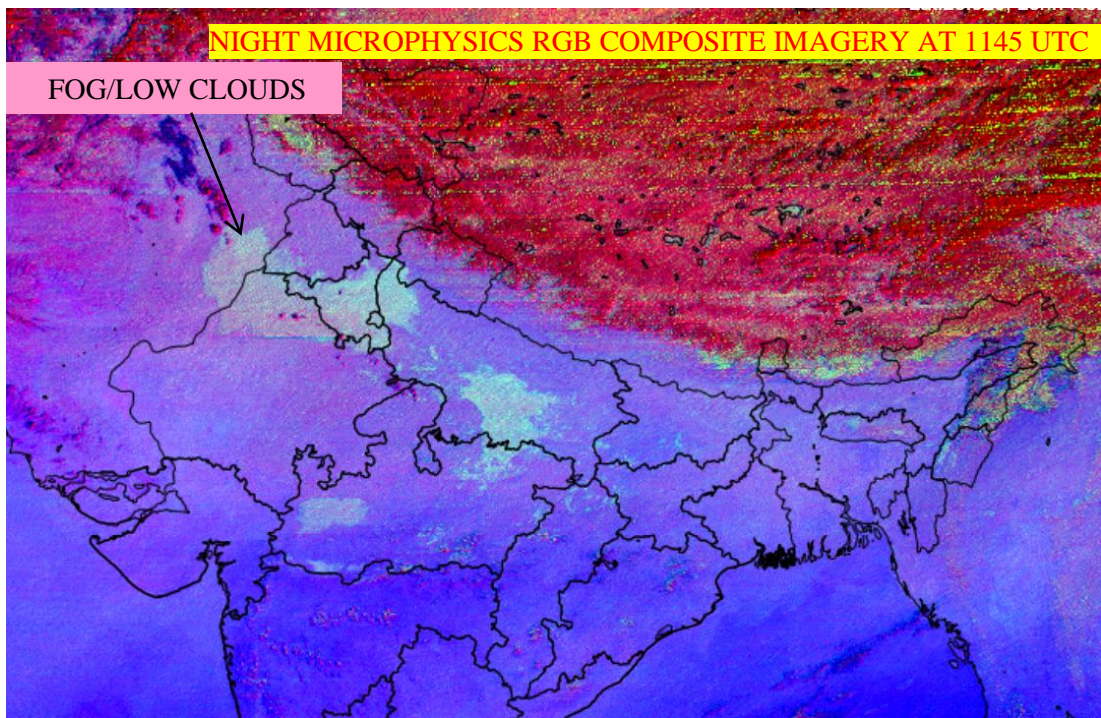 NIGHT MICROPHYSICS RGB COMPOSITE IMAGERY AT 1145 UTC
FOG/LOW CLOUDS